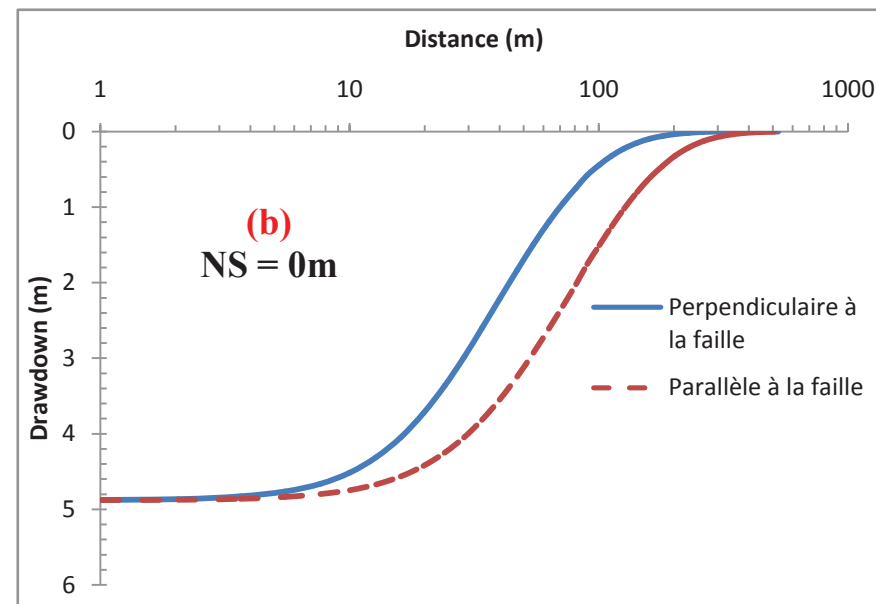 Distance (m)
1 10 100 1000
0
1
2
3
4
5
6
Drawdown (m)
(b)
NS = 0m
Perpendiculaire à
la faille
Parallèle à la faille